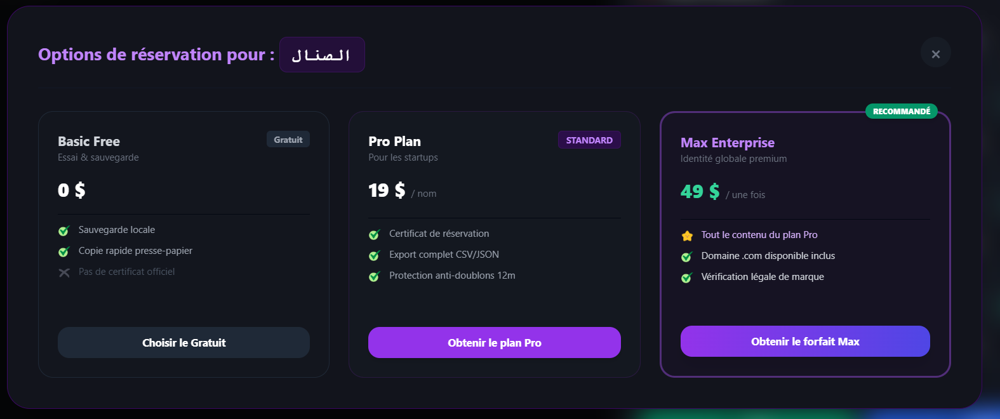 Options de réservation pour : الصنال
×
Basic Free
Gratuit
Essai & sauvegarde
0 $
Sauvegarde locale
Copie rapide presse-papier
Pas de certificat officiel
Choisir le Gratuit
Pro Plan
STANDARD
Pour les startups
19 $ / nom
Certificat de réservation
Export complet CSV/JSON
Protection anti-doublons 12m
Obtenir le plan Pro
RECOMMANDÉ
Max Enterprise
Identité globale premium
49 $ / une fois
Tout le contenu du plan Pro
Domaine .com disponible inclus
Vérification légale de marque
Obtenir le forfait Max